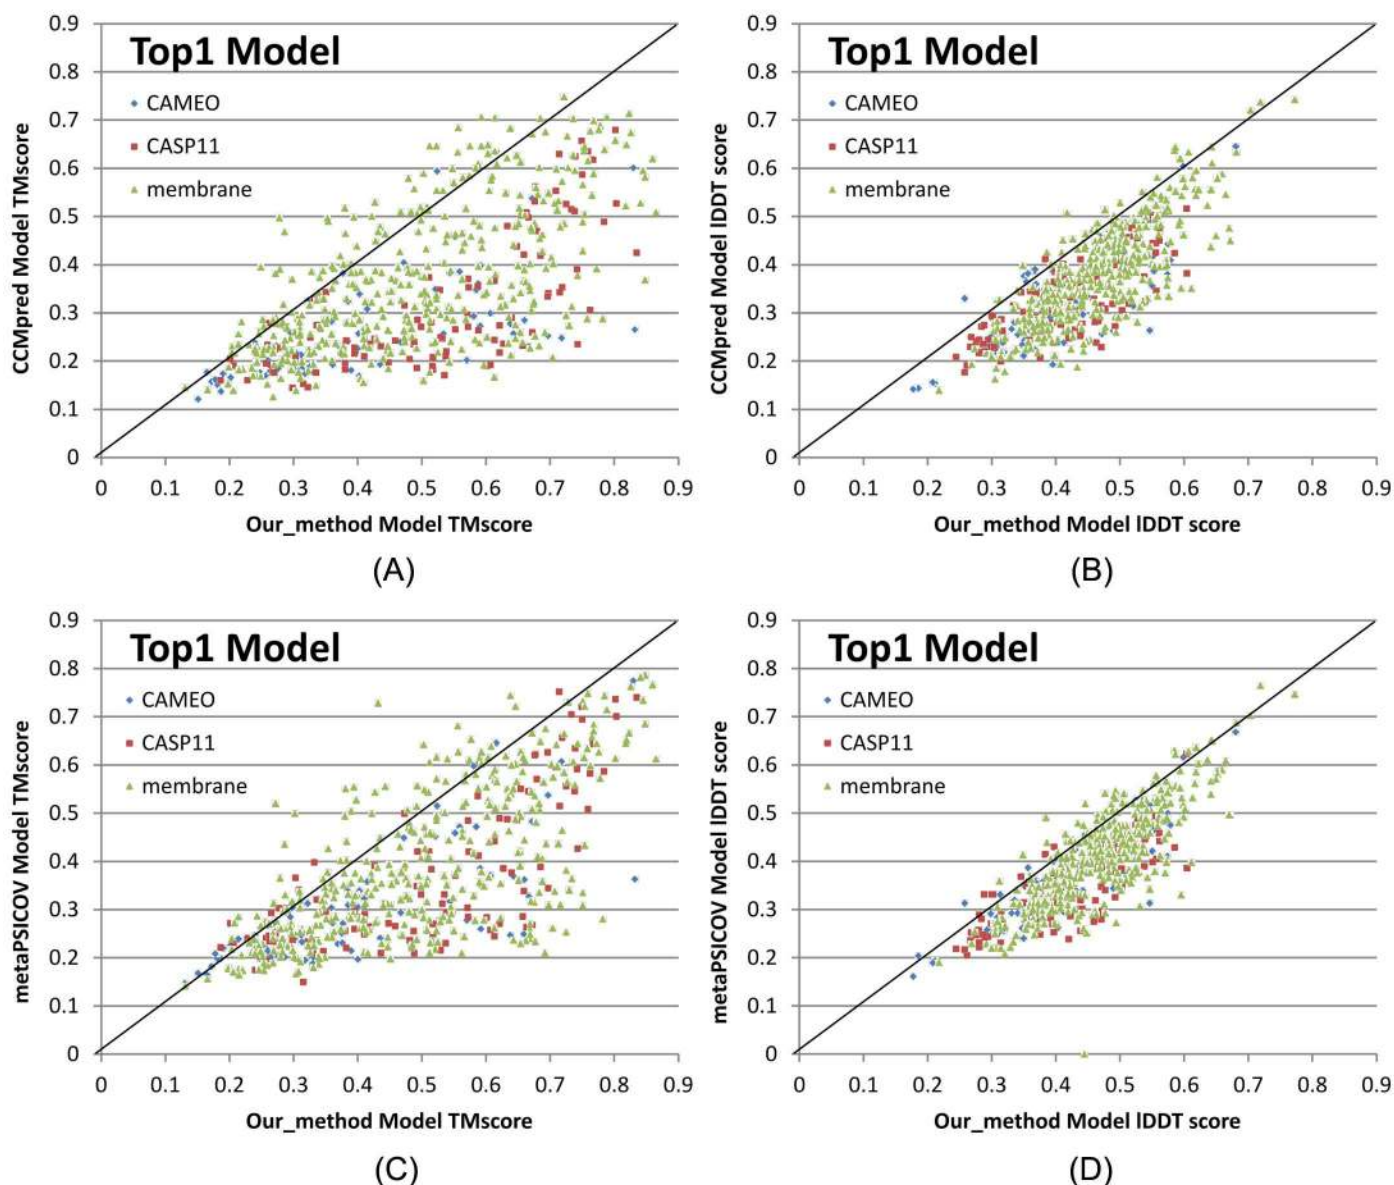 Top1 Model
CAMEO
CASP11
membrane
CCMpred Model TMscore
0.9
0.8
0.7
0.6
0.5
0.4
0.3
0.2
0.1
0
0 0.1 0.2 0.3 0.4 0.5 0.6 0.7 0.8 0.9
Our_method Model TMscore
(A)
Top1 Model
CAMEO
CASP11
membrane
CCMpred Model lDDT score
0.9
0.8
0.7
0.6
0.5
0.4
0.3
0.2
0.1
0
0 0.1 0.2 0.3 0.4 0.5 0.6 0.7 0.8 0.9
Our_method Model lDDT score
(B)
Top1 Model
CAMEO
CASP11
membrane
metaPSICOV Model TMscore
0.9
0.8
0.7
0.6
0.5
0.4
0.3
0.2
0.1
0
0 0.1 0.2 0.3 0.4 0.5 0.6 0.7 0.8 0.9
Our_method Model TMscore
(C)
Top1 Model
CAMEO
CASP11
membrane
metaPSICOV Model lDDT score
0.9
0.8
0.7
0.6
0.5
0.4
0.3
0.2
0.1
0
0 0.1 0.2 0.3 0.4 0.5 0.6 0.7 0.8 0.9
Our_method Model lDDT score
(D)